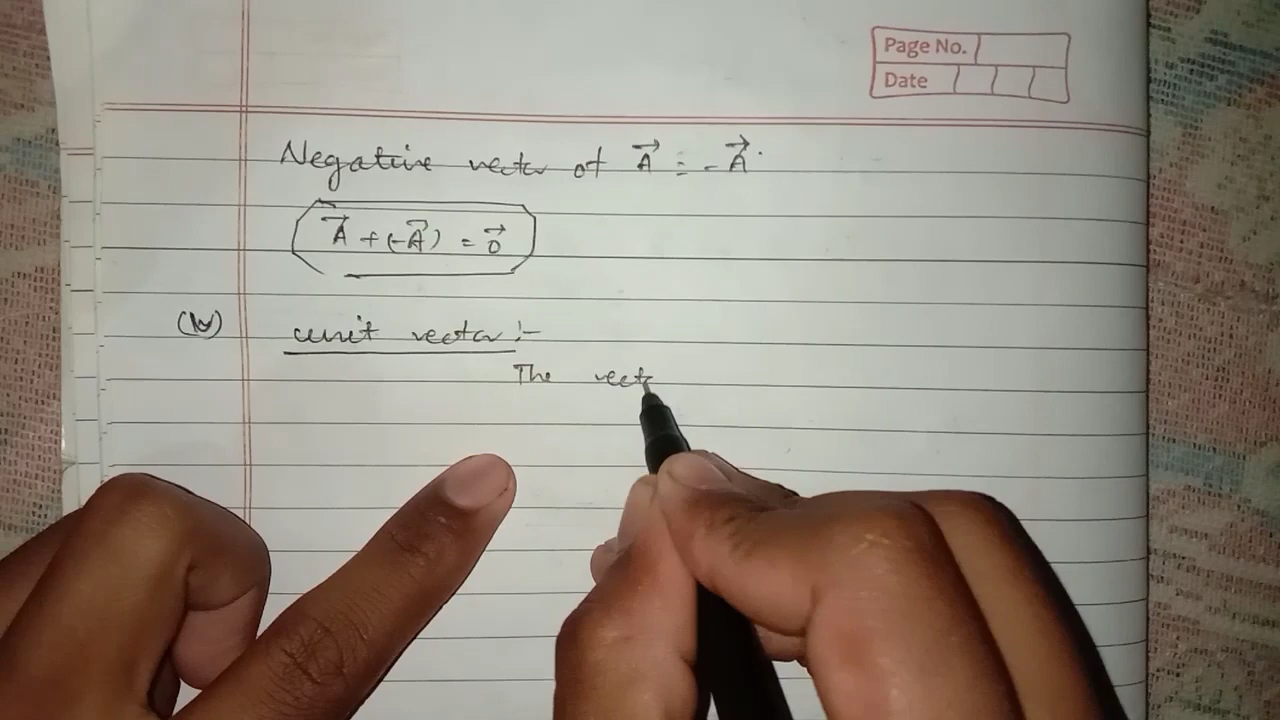 Page No.
Date
Negative vector of A⃗ = -A⃗.
A⃗ + (-A⃗) = 0⃗
(iv) unit vector :-
The vect